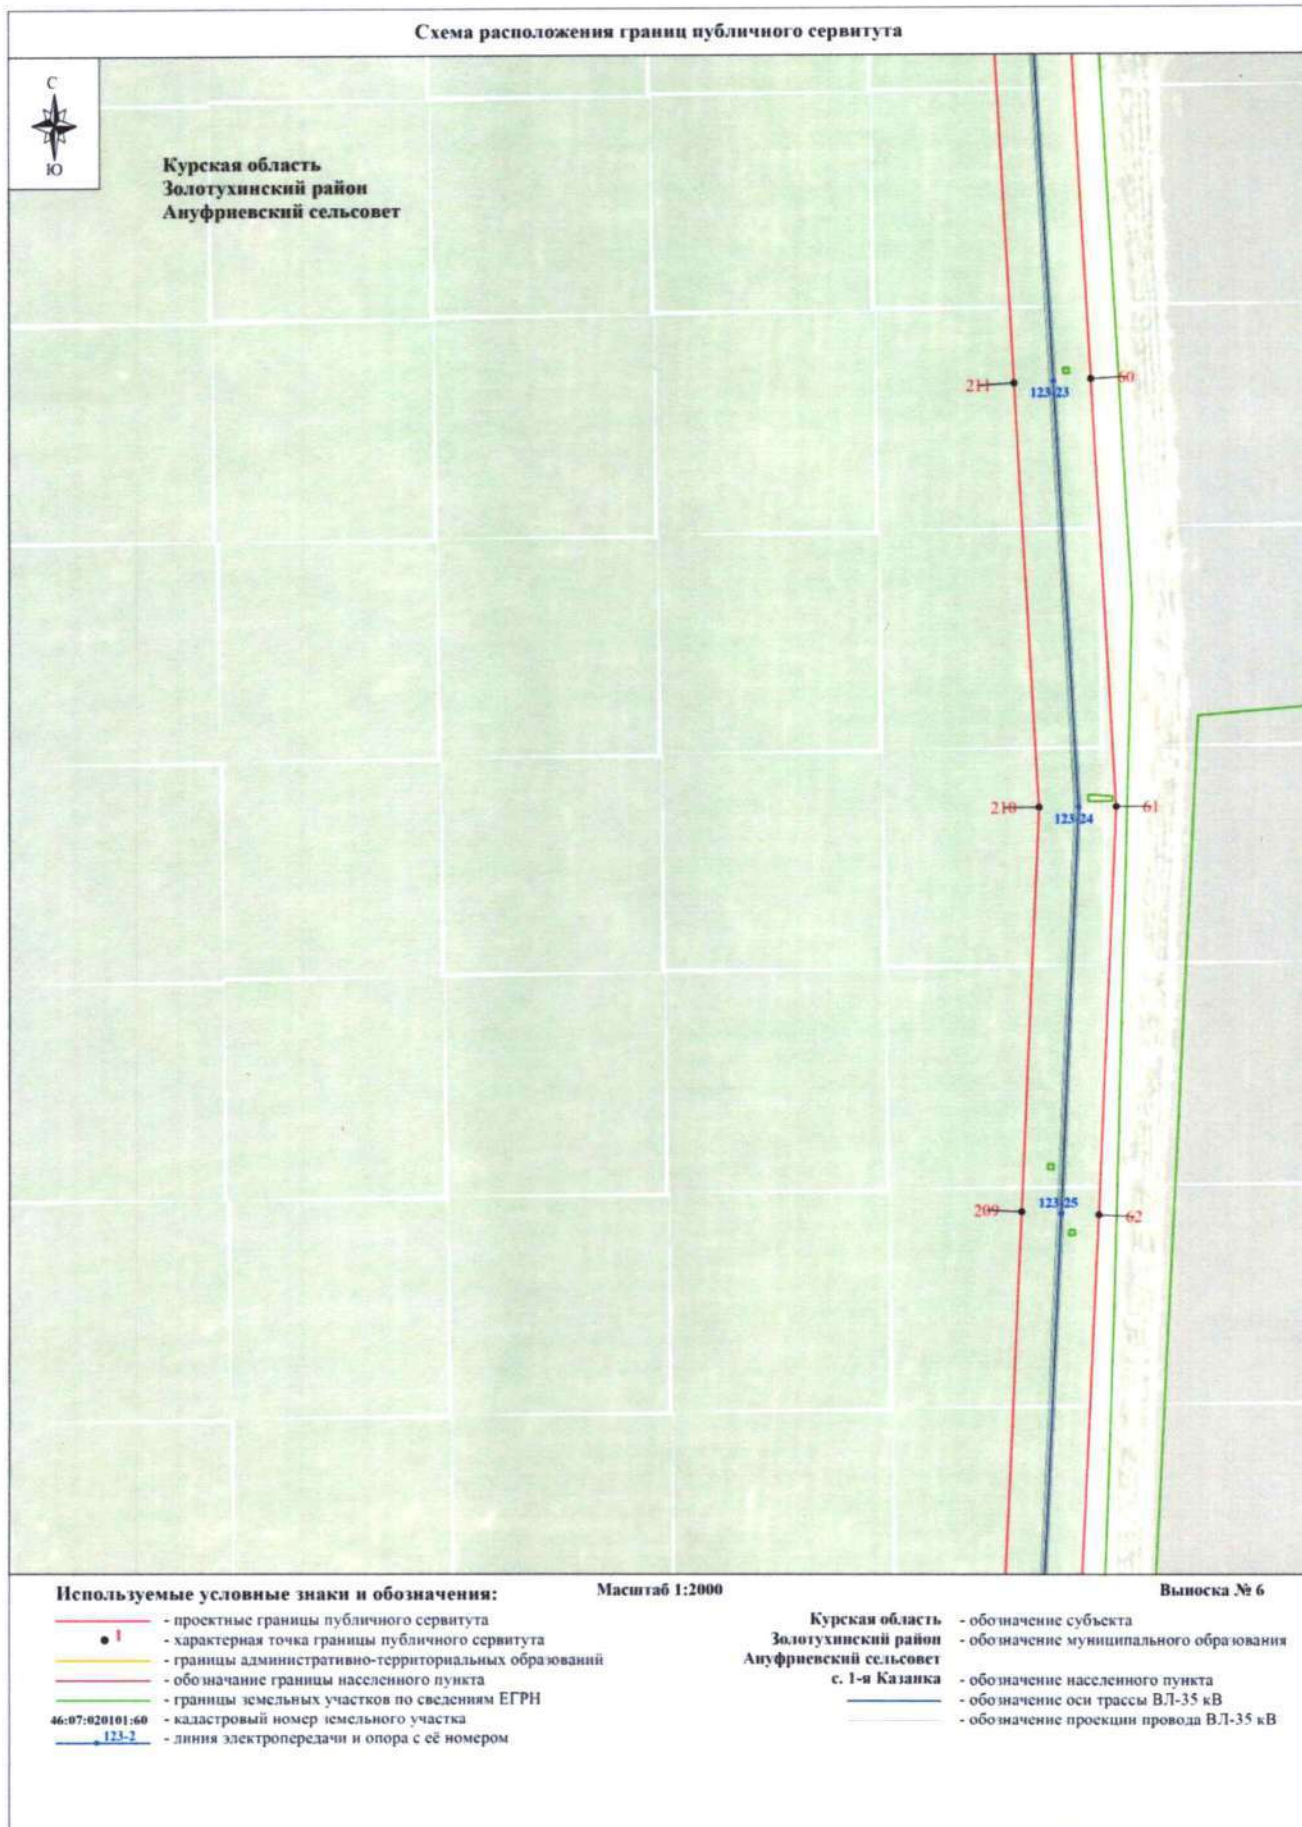 Схема расположения границ публичного сервитута
С
Ю
Курская область
Золотухинский район
Ануфриевский сельсовет
211
123-23
60
210
123-24
61
209
123-25
62
Используемые условные знаки и обозначения:
Масштаб 1:2000
Выноска № 6
- проектные границы публичного сервитута
1 - характерная точка границы публичного сервитута
- границы административно-территориальных образований
- обозначание границы населенного пункта
- границы земельных участков по сведениям ЕГРН
46:07:020101:60 - кадастровый номер земельного участка
123-2 - линия электропередачи и опора с её номером
Курская область - обозначение субъекта
Золотухинский район - обозначение муниципального образования
Ануфриевский сельсовет
с. 1-я Казанка - обозначение населенного пункта
- обозначение оси трассы ВЛ-35 кВ
- обозначение проекции провода ВЛ-35 кВ